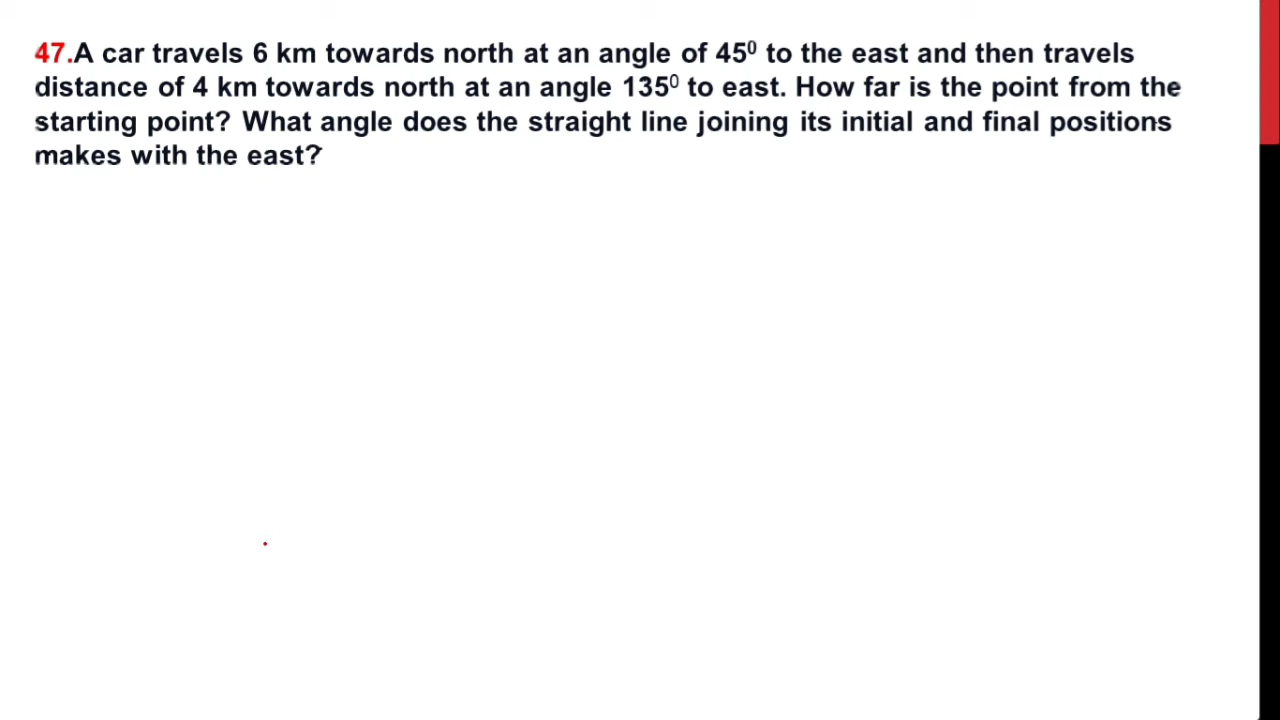 47.A car travels 6 km towards north at an angle of 45⁰ to the east and then travels
distance of 4 km towards north at an angle 135⁰ to east. How far is the point from the
starting point? What angle does the straight line joining its initial and final positions
makes with the east?